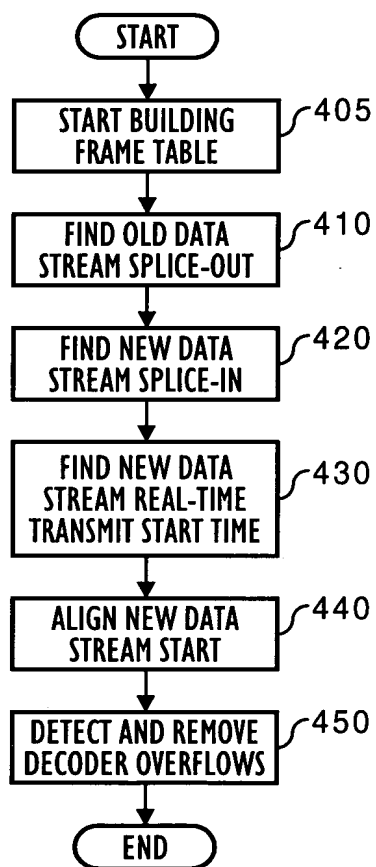 START
START BUILDING
FRAME TABLE
405
FIND OLD DATA
STREAM SPLICE-OUT
410
FIND NEW DATA
STREAM SPLICE-IN
420
FIND NEW DATA
STREAM REAL-TIME
TRANSMIT START TIME
430
ALIGN NEW DATA
STREAM START
440
DETECT AND REMOVE
DECODER OVERFLOWS
450
END